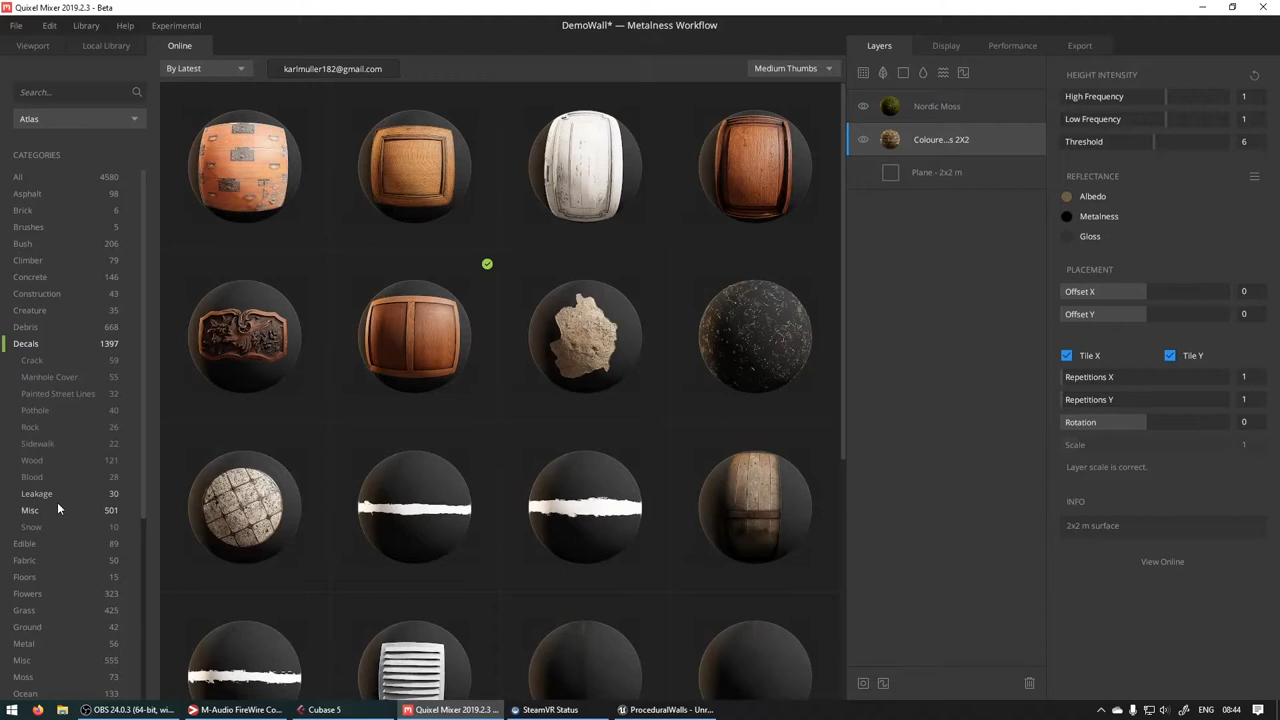 Quixel Mixer 2019.2.3 - Beta
File Edit Library Help Experimental
DemoWall* — Metalness Workflow
Viewport Local Library Online
Layers Display Performance Export
By Latest karlmuller182@gmail.com Medium Thumbs
Search...
Atlas
CATEGORIES
All 4580
Asphalt 98
Brick 6
Brushes 5
Bush 206
Climber 79
Concrete 146
Construction 43
Creature 35
Debris 668
Decals 1397
Crack 59
Manhole Cover 55
Painted Street Lines 32
Pothole 40
Rock 26
Sidewalk 22
Wood 121
Blood 28
Leakage 30
Misc 501
Snow 10
Edible 89
Fabric 50
Floors 15
Flowers 323
Grass 425
Ground 42
Metal 56
Misc 555
Moss 73
Ocean 133
Nordic Moss
Coloure...s 2X2
Plane - 2x2 m
HEIGHT INTENSITY
High Frequency 1
Low Frequency 1
Threshold 6
REFLECTANCE
Albedo
Metalness
Gloss
PLACEMENT
Offset X 0
Offset Y 0
Tile X Tile Y
Repetitions X 1
Repetitions Y 1
Rotation 0
Scale 1
Layer scale is correct.
INFO
2x2 m surface
View Online
OBS 24.0.3 (64-bit, wi...
M-Audio FireWire Co...
Cubase 5
Quixel Mixer 2019.2.3 ...
SteamVR Status
ProceduralWalls - Unr...
ENG 08:44